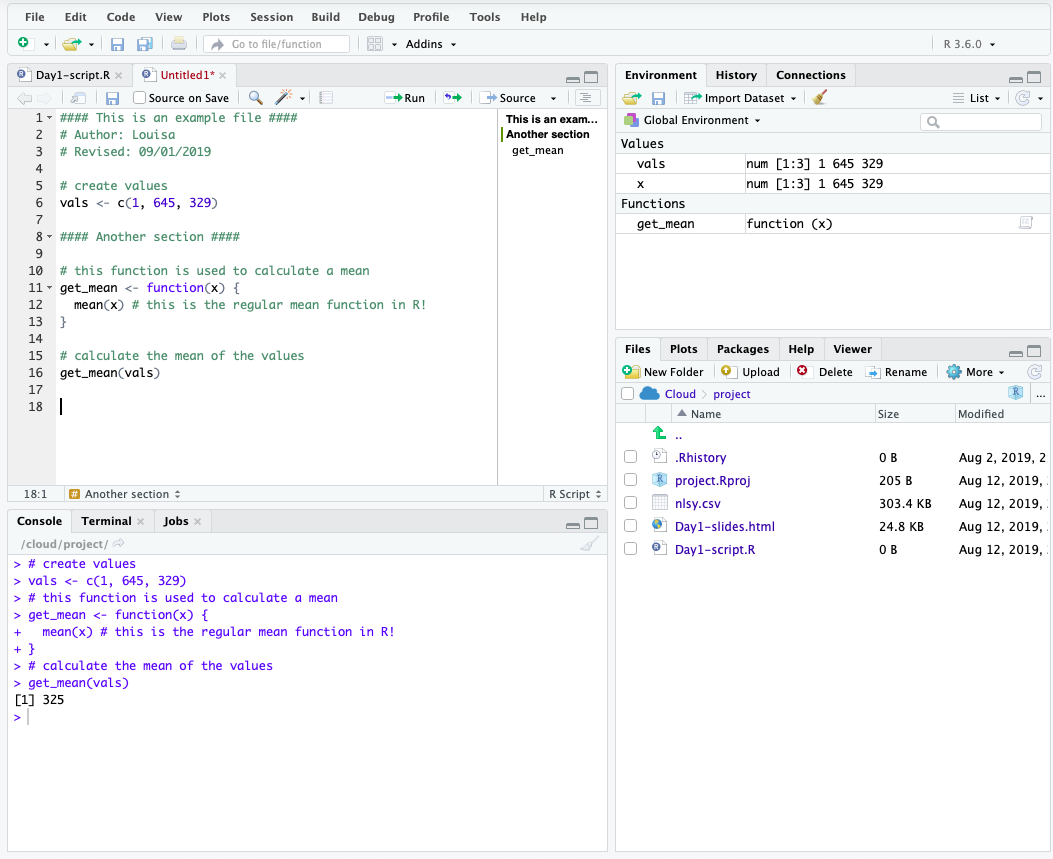 File Edit Code View Plots Session Build Debug Profile Tools Help
Go to file/function Addins R 3.6.0
Day1-script.R Untitled1*
Source on Save Run Source
1 #### This is an example file ####
2 # Author: Louisa
3 # Revised: 09/01/2019
4
5 # create values
6 vals <- c(1, 645, 329)
7
8 #### Another section ####
9
10 # this function is used to calculate a mean
11 get_mean <- function(x) {
12 mean(x) # this is the regular mean function in R!
13 }
14
15 # calculate the mean of the values
16 get_mean(vals)
17
18
This is an exam...
Another section
get_mean
18:1 # Another section R Script
Console Terminal Jobs
/cloud/project/
> # create values
> vals <- c(1, 645, 329)
> # this function is used to calculate a mean
> get_mean <- function(x) {
+ mean(x) # this is the regular mean function in R!
+ }
> # calculate the mean of the values
> get_mean(vals)
[1] 325
>
Environment History Connections
Import Dataset List
Global Environment
Values
vals num [1:3] 1 645 329
x num [1:3] 1 645 329
Functions
get_mean function (x)
Files Plots Packages Help Viewer
New Folder Upload Delete Rename More
Cloud project R ...
Name Size Modified
..
.Rhistory 0 B Aug 2, 2019, 2
project.Rproj 205 B Aug 12, 2019,
nlsy.csv 303.4 KB Aug 12, 2019,
Day1-slides.html 24.8 KB Aug 12, 2019,
Day1-script.R 0 B Aug 12, 2019,